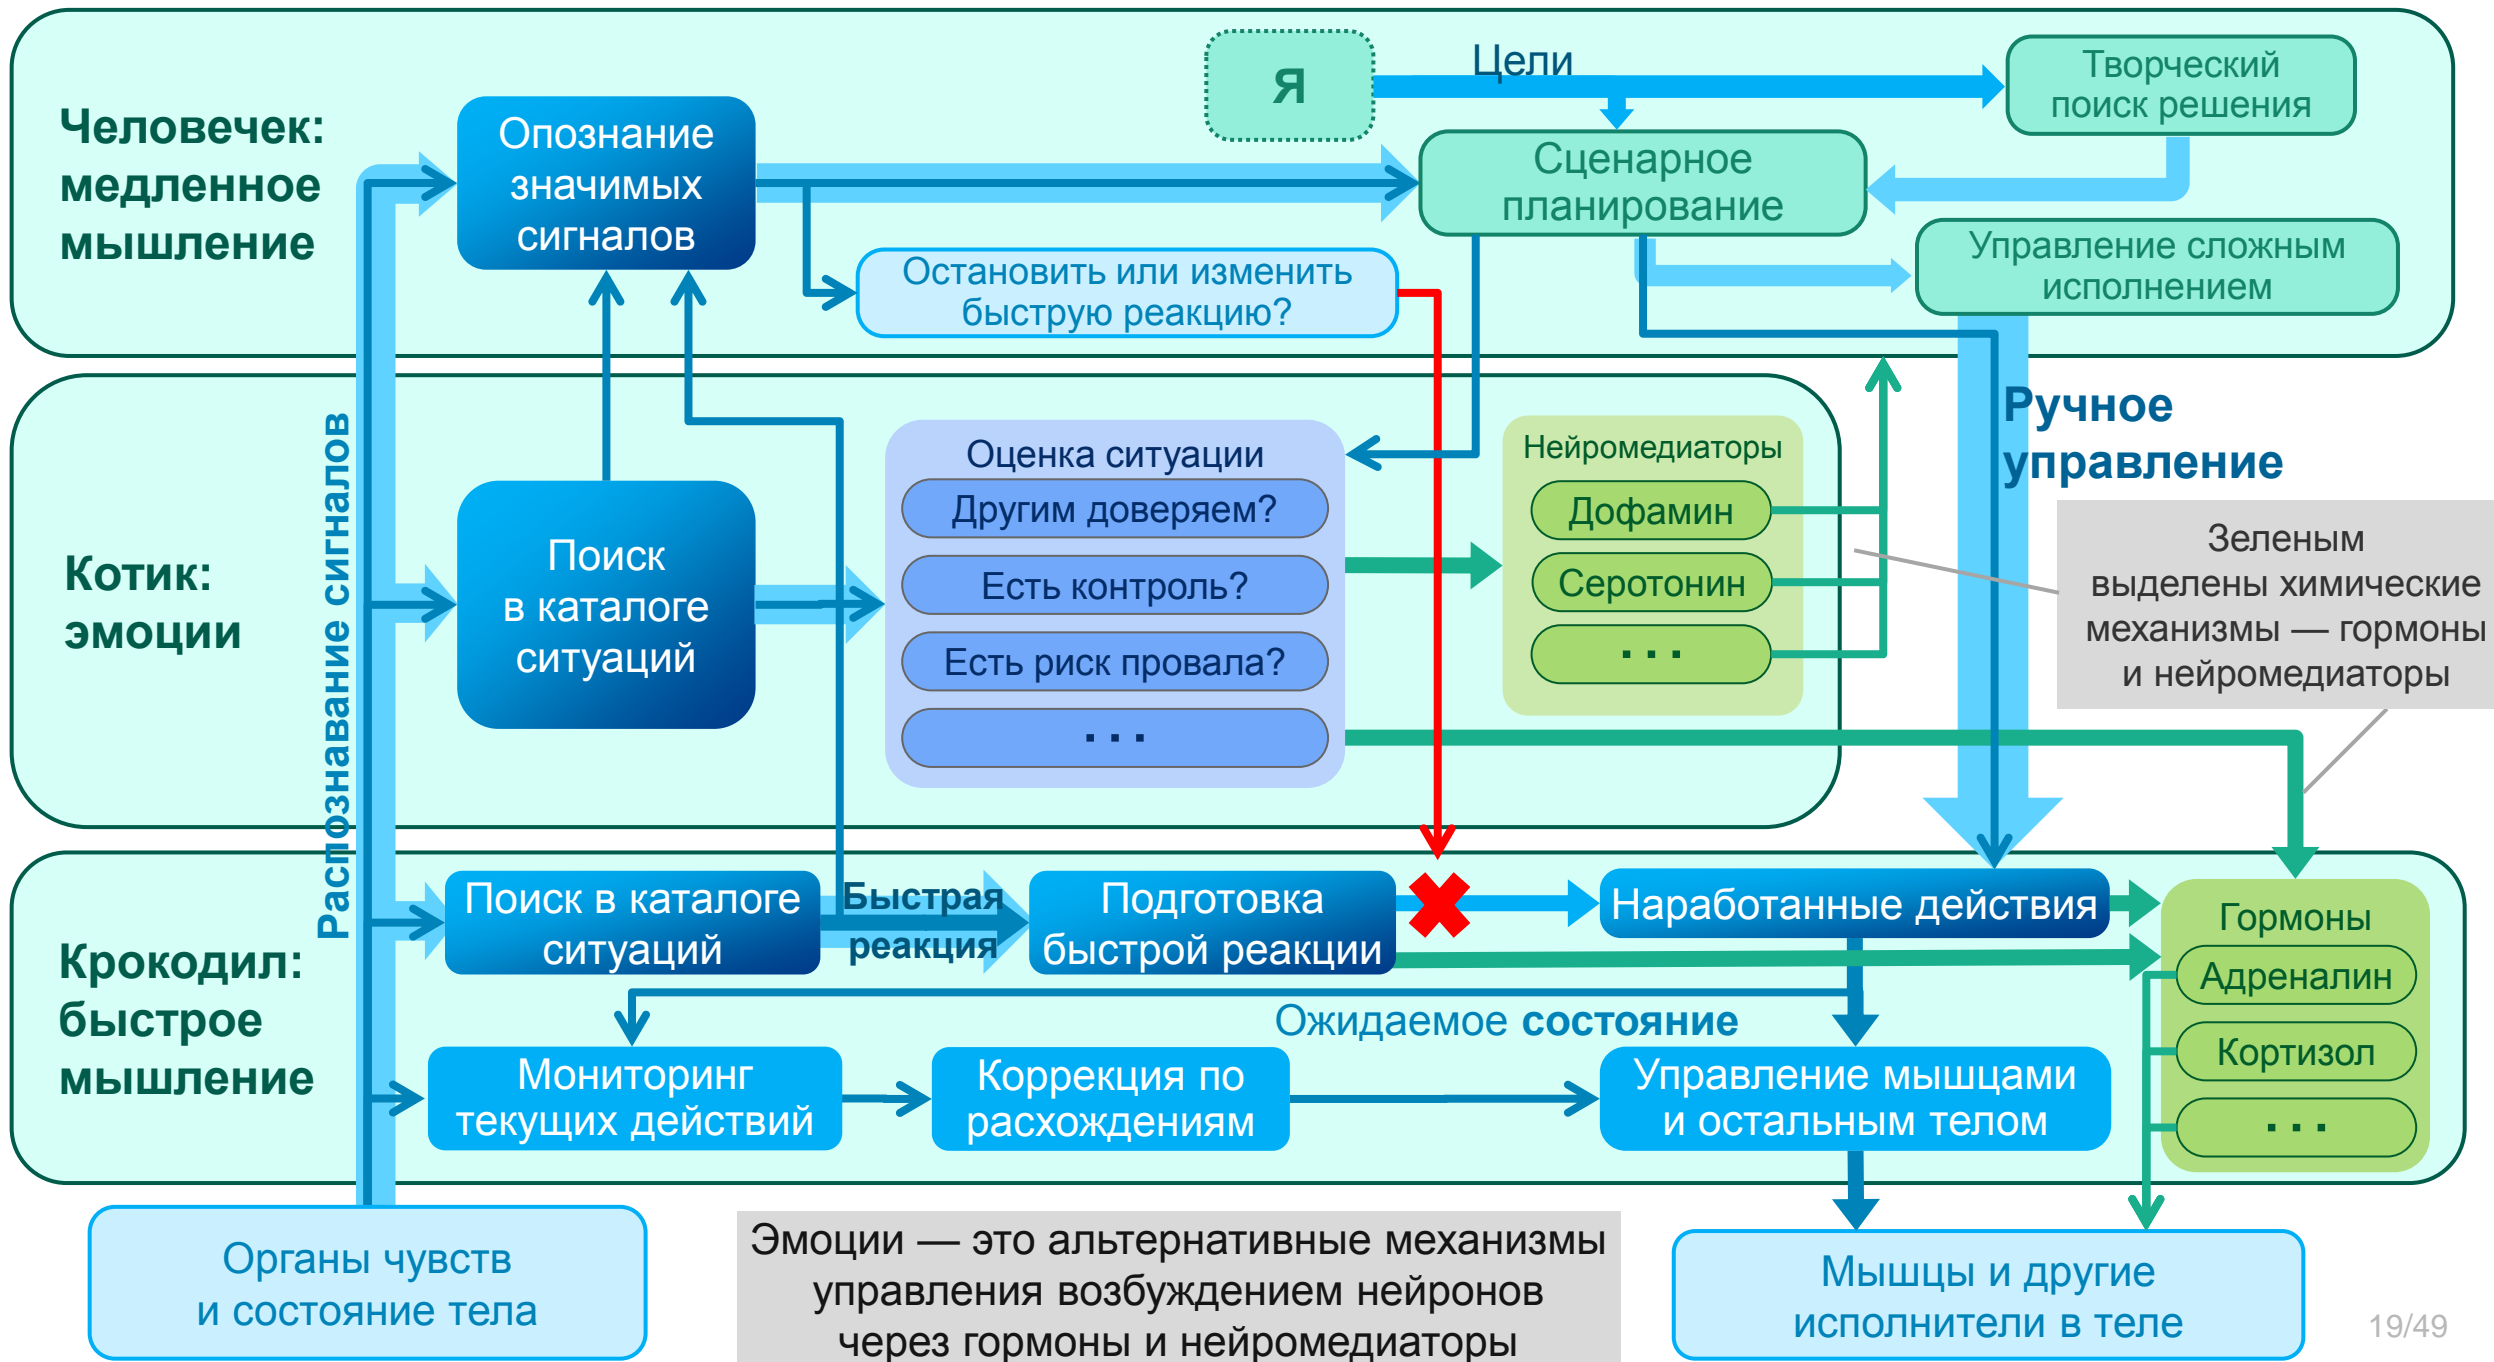 Человечек:
медленное
мышление
Опознание
значимых
сигналов
Я
Цели
Творческий
поиск решения
Сценарное
планирование
Управление сложным
исполнением
Остановить или изменить
быструю реакцию?
Распознавание сигналов
Котик:
эмоции
Поиск
в каталоге
ситуаций
Оценка ситуации
Другим доверяем?
Есть контроль?
Есть риск провала?
...
Нейромедиаторы
Дофамин
Серотонин
...
Ручное
управление
Зеленым
выделены химические
механизмы — гормоны
и нейромедиаторы
Крокодил:
быстрое
мышление
Поиск в каталоге
ситуаций
Быстрая
реакция
Подготовка
быстрой реакции
Наработанные действия
Гормоны
Адреналин
Кортизол
...
Ожидаемое состояние
Мониторинг
текущих действий
Коррекция по
расхождениям
Управление мышцами
и остальным телом
Органы чувств
и состояние тела
Эмоции — это альтернативные механизмы
управления возбуждением нейронов
через гормоны и нейромедиаторы
Мышцы и другие
исполнители в теле
19/49